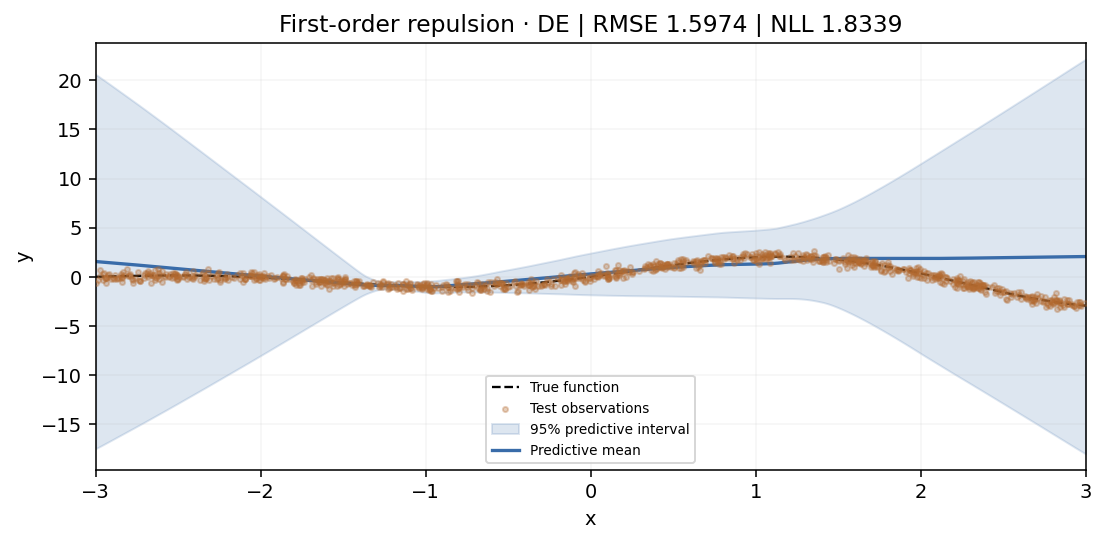 First-order repulsion · DE | RMSE 1.5974 | NLL 1.8339
20
15
10
5
0
−5
−10
−15
y
True function
Test observations
95% predictive interval
Predictive mean
−3 −2 −1 0 1 2 3
x